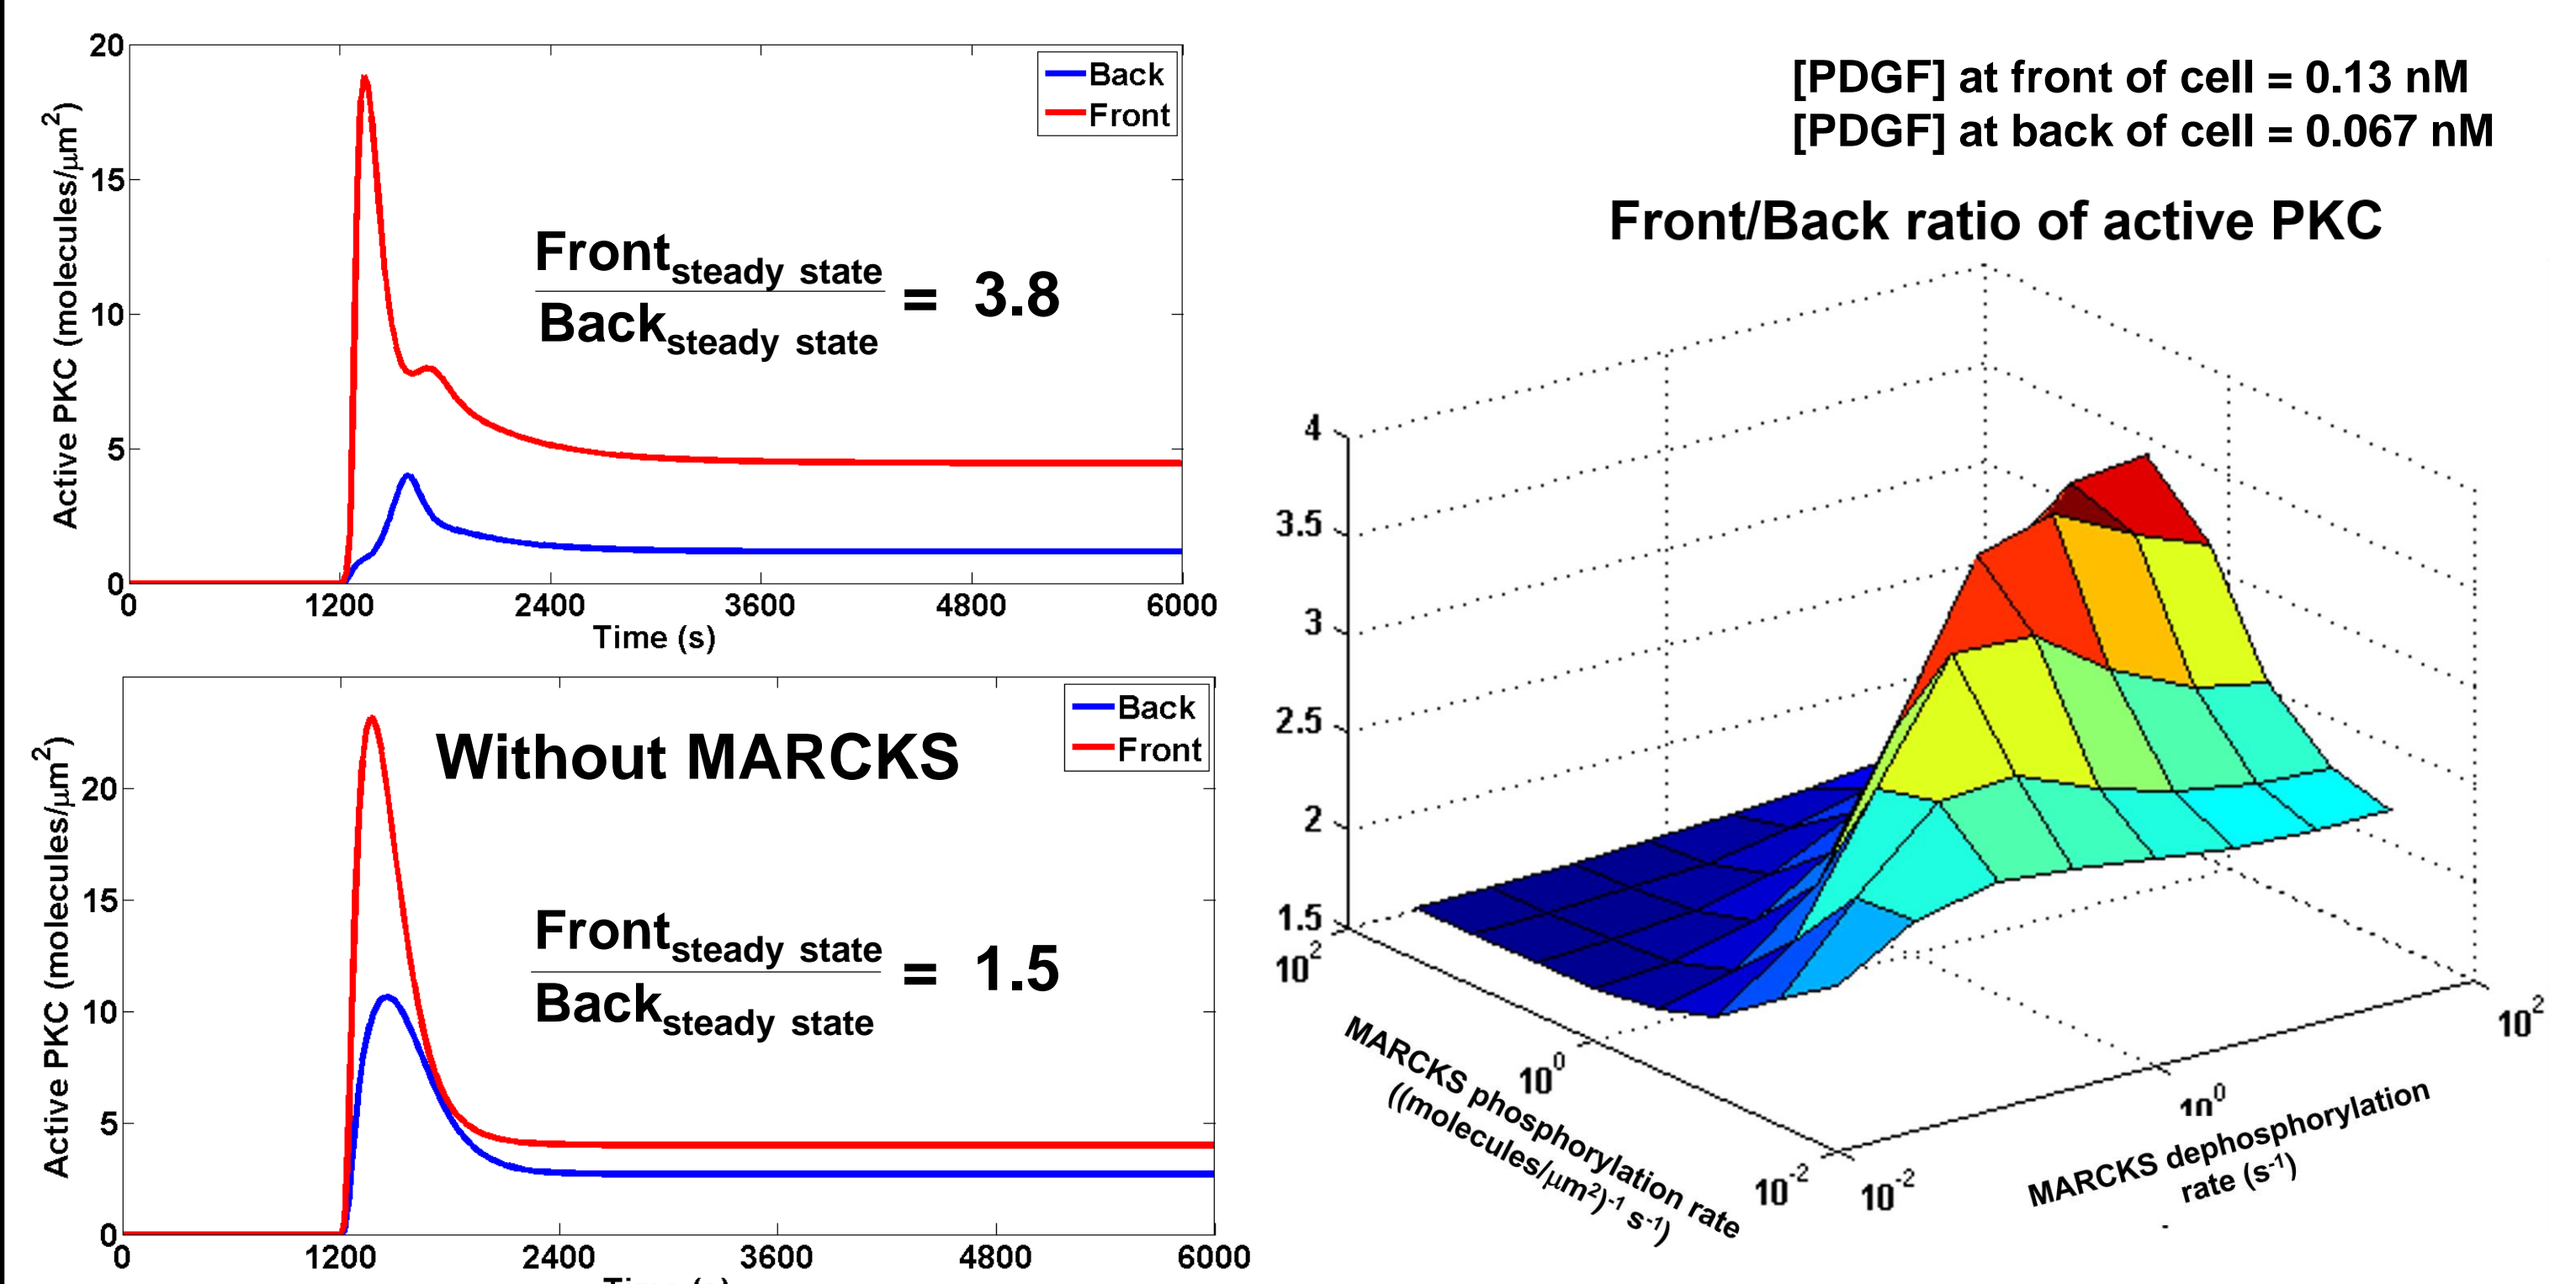 20
15
10
5
0
0
1200
2400
3600
4800
6000
Time (s)
Active PKC (molecules/μm²)
Back
Front
Front steady state
Back steady state
= 3.8
Without MARCKS
20
15
10
5
0
0
1200
2400
3600
4800
6000
Active PKC (molecules/μm²)
Back
Front
Front steady state
Back steady state
= 1.5
[PDGF] at front of cell = 0.13 nM
[PDGF] at back of cell = 0.067 nM
Front/Back ratio of active PKC
4
3.5
3
2.5
2
1.5
10²
10⁰
10⁻²
MARCKS phosphorylation rate
((molecules/μm²)⁻¹ s⁻¹)
10⁻²
10⁰
10²
MARCKS dephosphorylation
rate (s⁻¹)